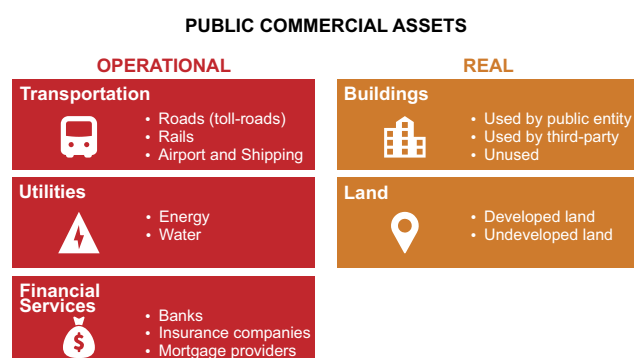 PUBLIC COMMERCIAL ASSETS
OPERATIONAL
Transportation
• Roads (toll-roads)
• Rails
• Airport and Shipping
Utilities
• Energy
• Water
Financial
Services
• Banks
• Insurance companies
• Mortgage providers
$
REAL
Buildings
• Used by public entity
• Used by third-party
• Unused
Land
• Developed land
• Undeveloped land